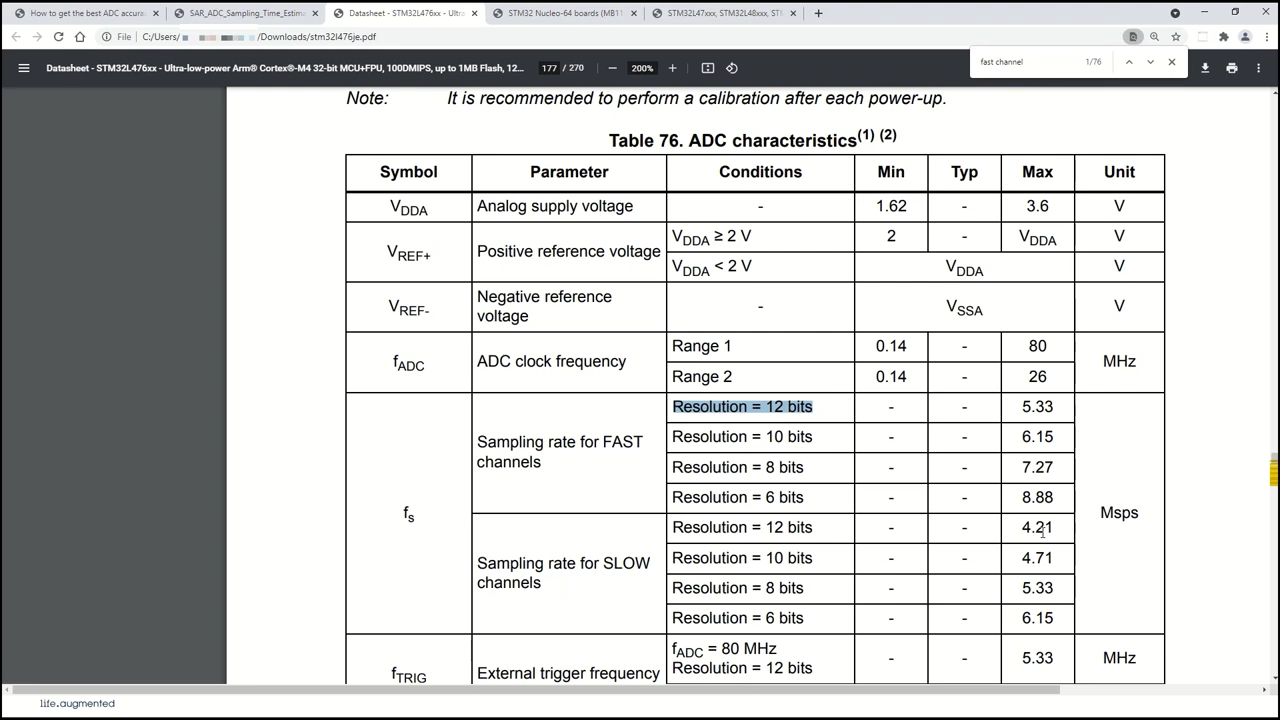 How to get the best ADC accura
SAR_ADC_Sampling_Time_Estima
Datasheet - STM32L476xx - Ultra-l
STM32 Nucleo-64 boards (MB11
STM32L47xxx, STM32L48xxx, STM
File C:/Users/ /Downloads/stm32l476je.pdf
Datasheet - STM32L476xx - Ultra-low-power Arm® Cortex®-M4 32-bit MCU+FPU, 100DMIPS, up to 1MB Flash, 12... 177 / 270 200%
fast channel 1/76
Note: It is recommended to perform a calibration after each power-up.
Table 76. ADC characteristics(1) (2)
Symbol Parameter Conditions Min Typ Max Unit
VDDA Analog supply voltage - 1.62 - 3.6 V
VREF+ Positive reference voltage VDDA ≥ 2 V 2 - VDDA V
VDDA < 2 V VDDA V
VREF- Negative reference voltage - VSSA V
fADC ADC clock frequency Range 1 0.14 - 80 MHz
Range 2 0.14 - 26
fs Sampling rate for FAST channels Resolution = 12 bits - - 5.33 Msps
Resolution = 10 bits - - 6.15
Resolution = 8 bits - - 7.27
Resolution = 6 bits - - 8.88
Sampling rate for SLOW channels Resolution = 12 bits - - 4.21
Resolution = 10 bits - - 4.71
Resolution = 8 bits - - 5.33
Resolution = 6 bits - - 6.15
fTRIG External trigger frequency fADC = 80 MHz
Resolution = 12 bits - - 5.33 MHz
life.augmented